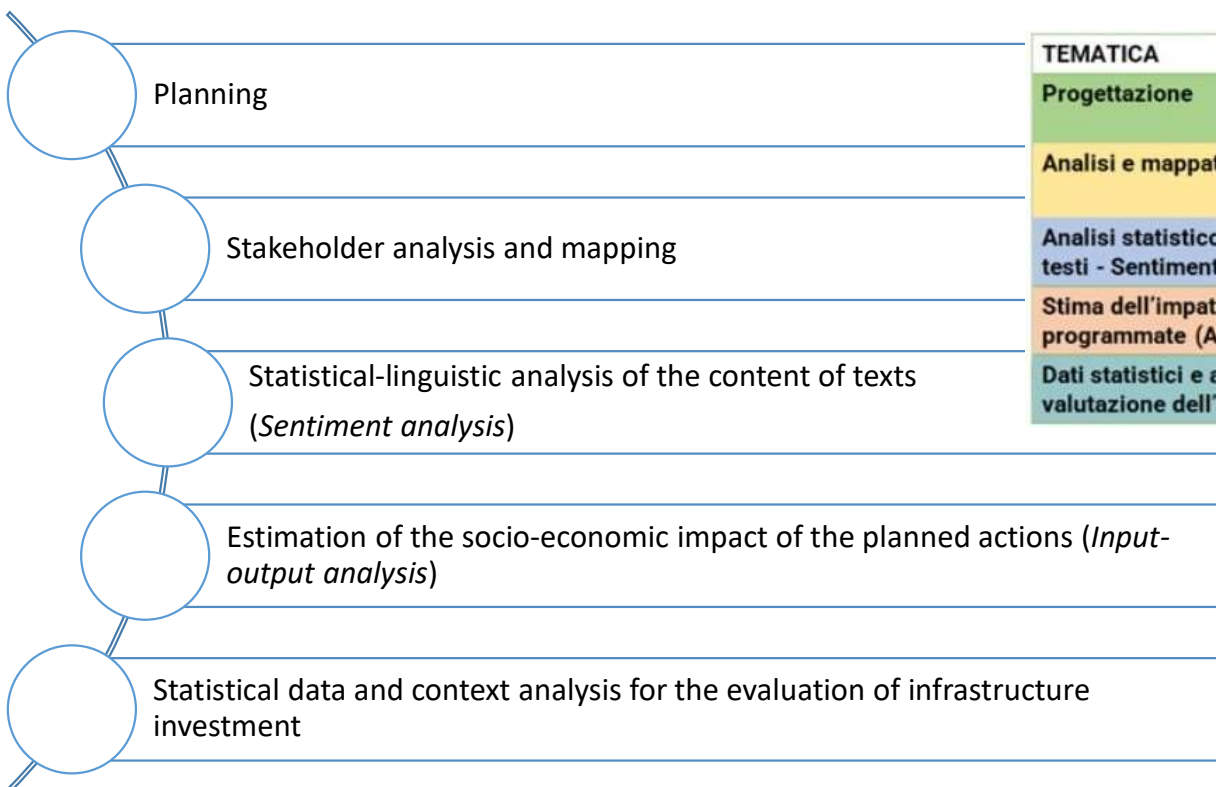 Planning
Stakeholder analysis and mapping
Statistical-linguistic analysis of the content of texts
(Sentiment analysis)
Estimation of the socio-economic impact of the planned actions (Input-
output analysis)
Statistical data and context analysis for the evaluation of infrastructure
investment
TEMATICA
Progettazione
Analisi e
testi - Sentiment
Stima
programmate
Dati statistici e
valutazione